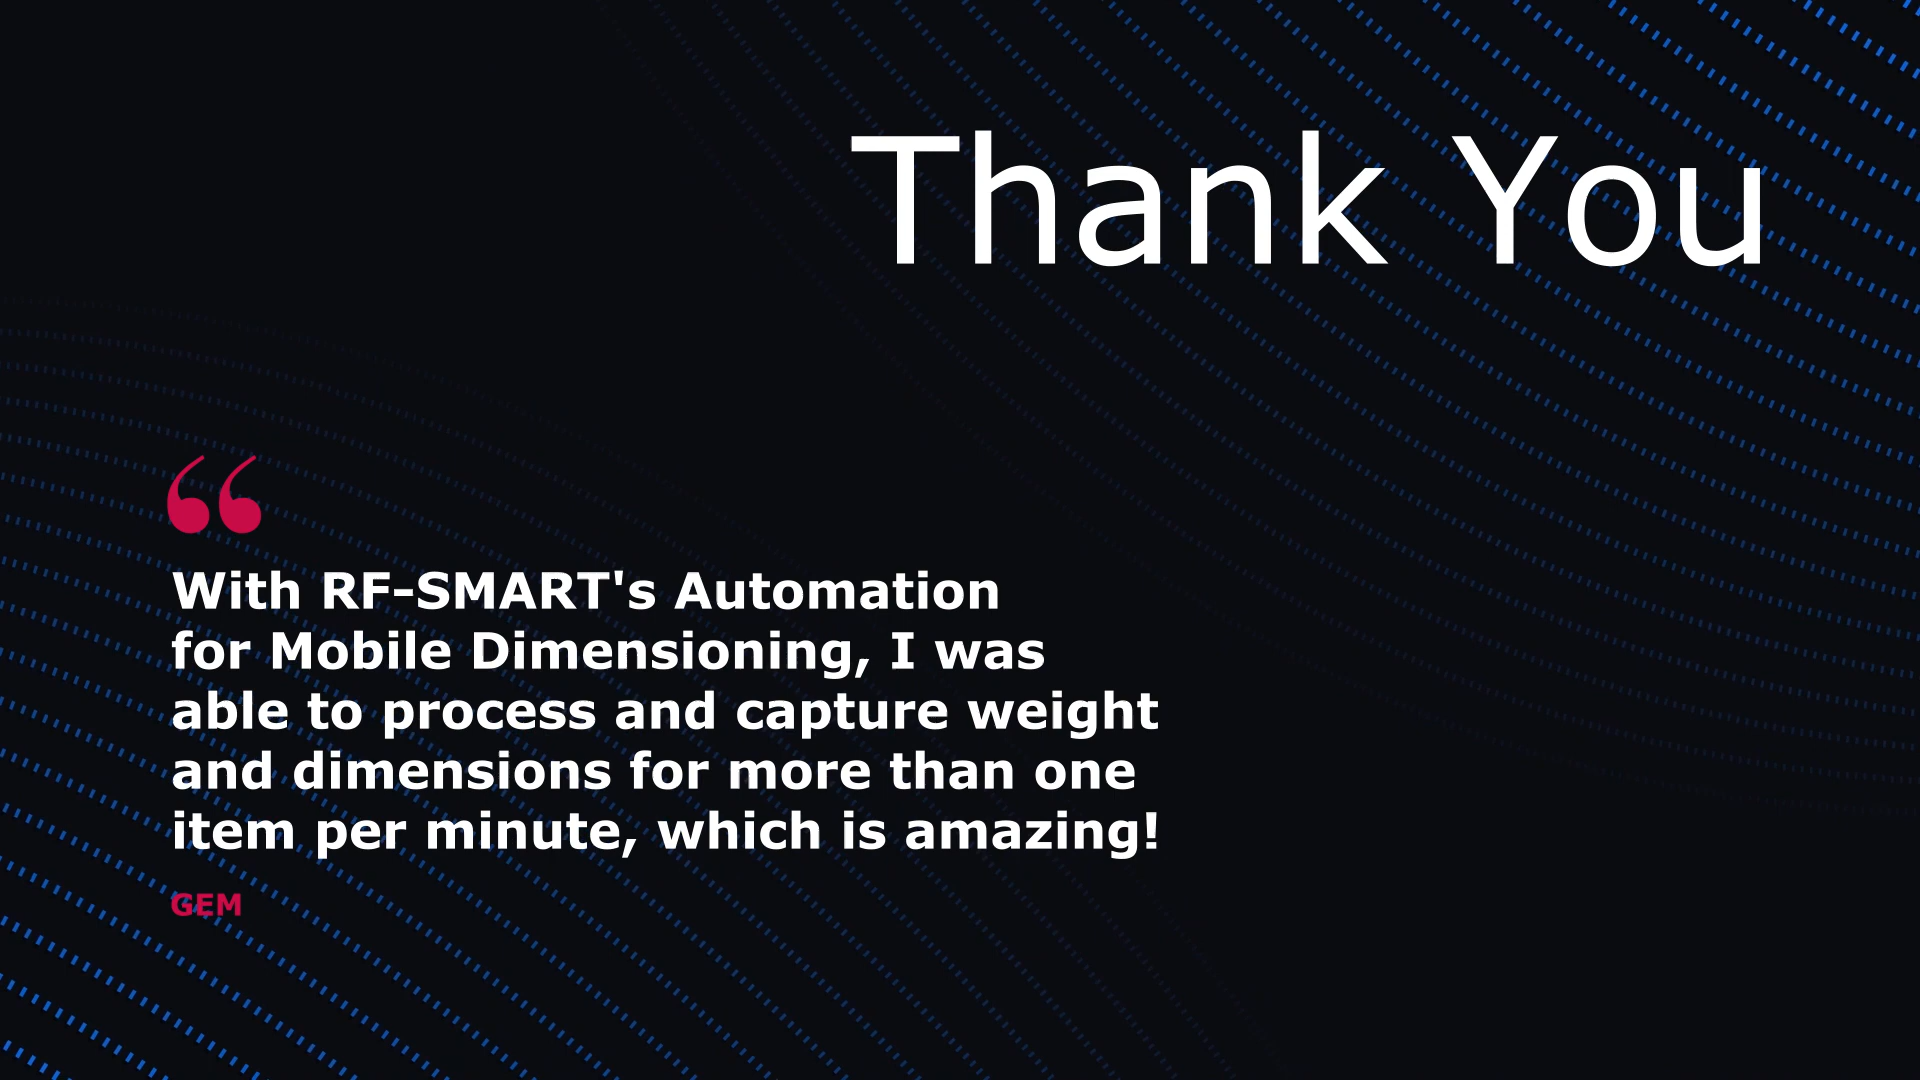 Thank You
“
With RF-SMART's Automation
for Mobile Dimensioning, I was
able to process and capture weight
and dimensions for more than one
item per minute, which is amazing!
GEM